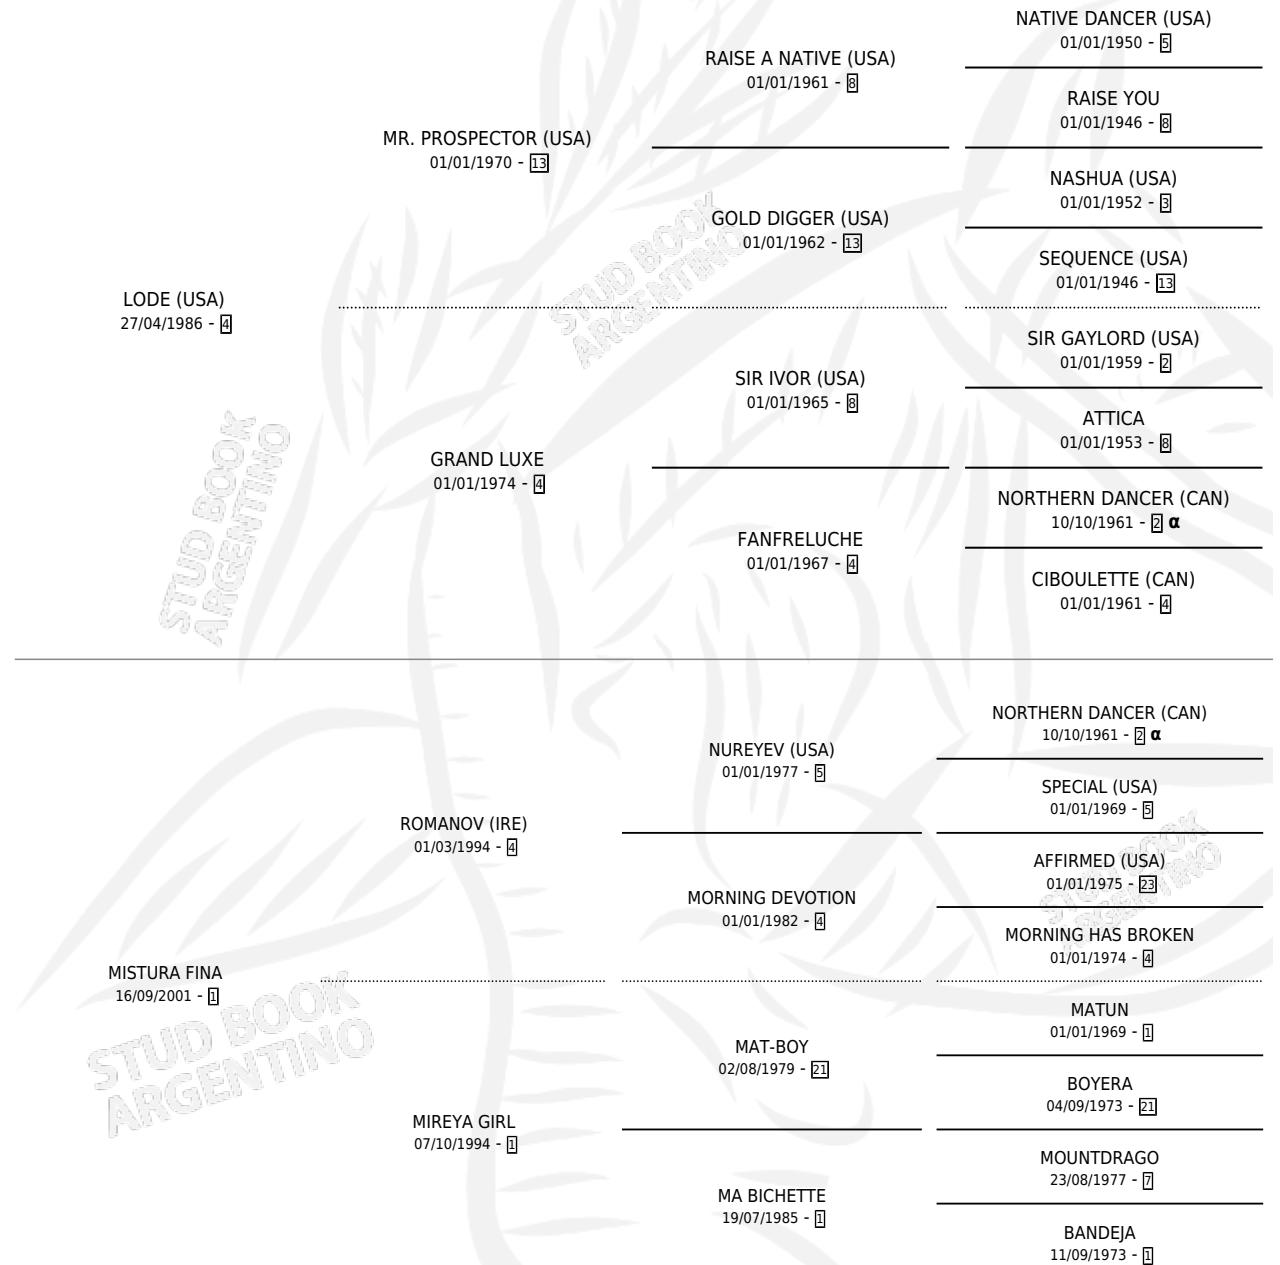 NATIVE DANCER (USA)
01/01/1950 - 5
RAISE A NATIVE (USA)
01/01/1961 - 8
RAISE YOU
01/01/1946 - 8
MR. PROSPECTOR (USA)
01/01/1970 - 13
NASHUA (USA)
01/01/1952 - 3
GOLD DIGGER (USA)
01/01/1962 - 13
SEQUENCE (USA)
01/01/1946 - 13
LODE (USA)
27/04/1986 - 4
SIR GAYLORD (USA)
01/01/1959 - 2
SIR IVOR (USA)
01/01/1965 - 8
ATTICA
01/01/1953 - 8
GRAND LUXE
01/01/1974 - 4
NORTHERN DANCER (CAN)
10/10/1961 - 2 α
FANFRELUCHE
01/01/1967 - 4
CIBOULETTE (CAN)
01/01/1961 - 4
NORTHERN DANCER (CAN)
10/10/1961 - 2 α
NUREYEV (USA)
01/01/1977 - 5
SPECIAL (USA)
01/01/1969 - 5
ROMANOV (IRE)
01/03/1994 - 4
AFFIRMED (USA)
01/01/1975 - 23
MORNING DEVOTION
01/01/1982 - 4
MORNING HAS BROKEN
01/01/1974 - 4
MISTURA FINA
16/09/2001 - 1
MATUN
01/01/1969 - 1
MAT-BOY
02/08/1979 - 21
BOYERA
04/09/1973 - 21
MIREYA GIRL
07/10/1994 - 1
MOUNTDRAGO
23/08/1977 - 7
MA BICHETTE
19/07/1985 - 1
BANDEJA
11/09/1973 - 1
STUD BOOK
ARGENTINO
STUD BOOK
ARGENTINO
STUD BOOK
ARGENTINO
STUD BOOK
ARGENTINO